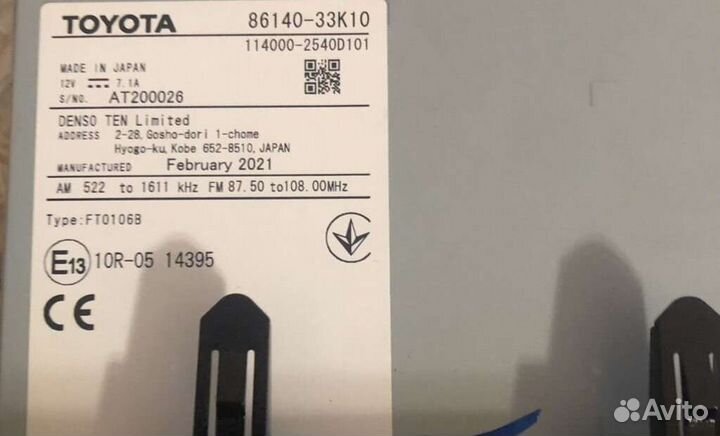 TOYOTA 86140-33K10
114000-2540D101
MADE IN JAPAN
12V 7.1A
S/NO. AT200026
DENSO TEN Limited
ADDRESS 2-28, Gosho-dori 1-chome
Hyogo-ku, Kobe 652-8510, JAPAN
MANUFACTURED February 2021
AM 522 to 1611 kHz FM 87.50 to108.00MHz
Type:FT0106B
E13 10R-05 14395
CE
Avito